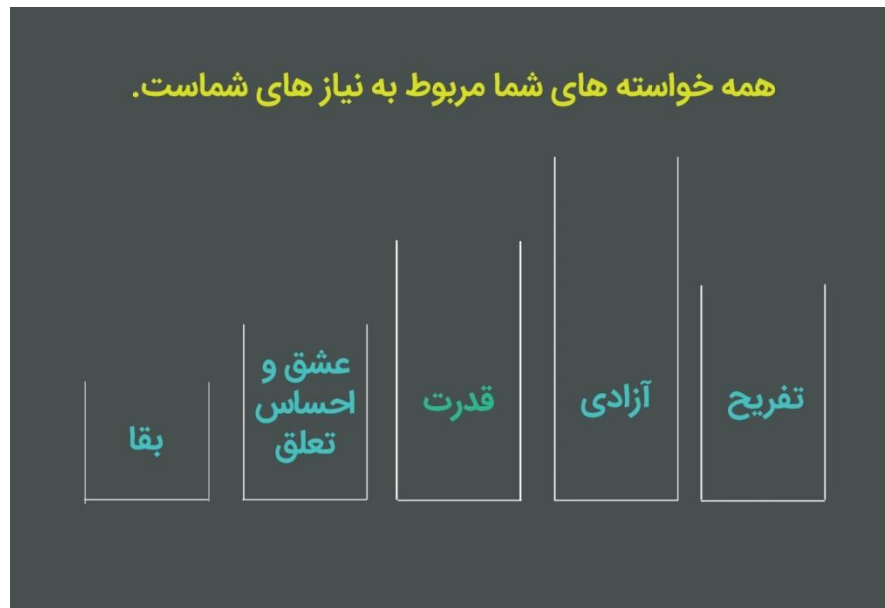 همه خواسته های شما مربوط به نیاز های شماست.
تفریح
آزادی
قدرت
عشق و
احساس
تعلق
بقا